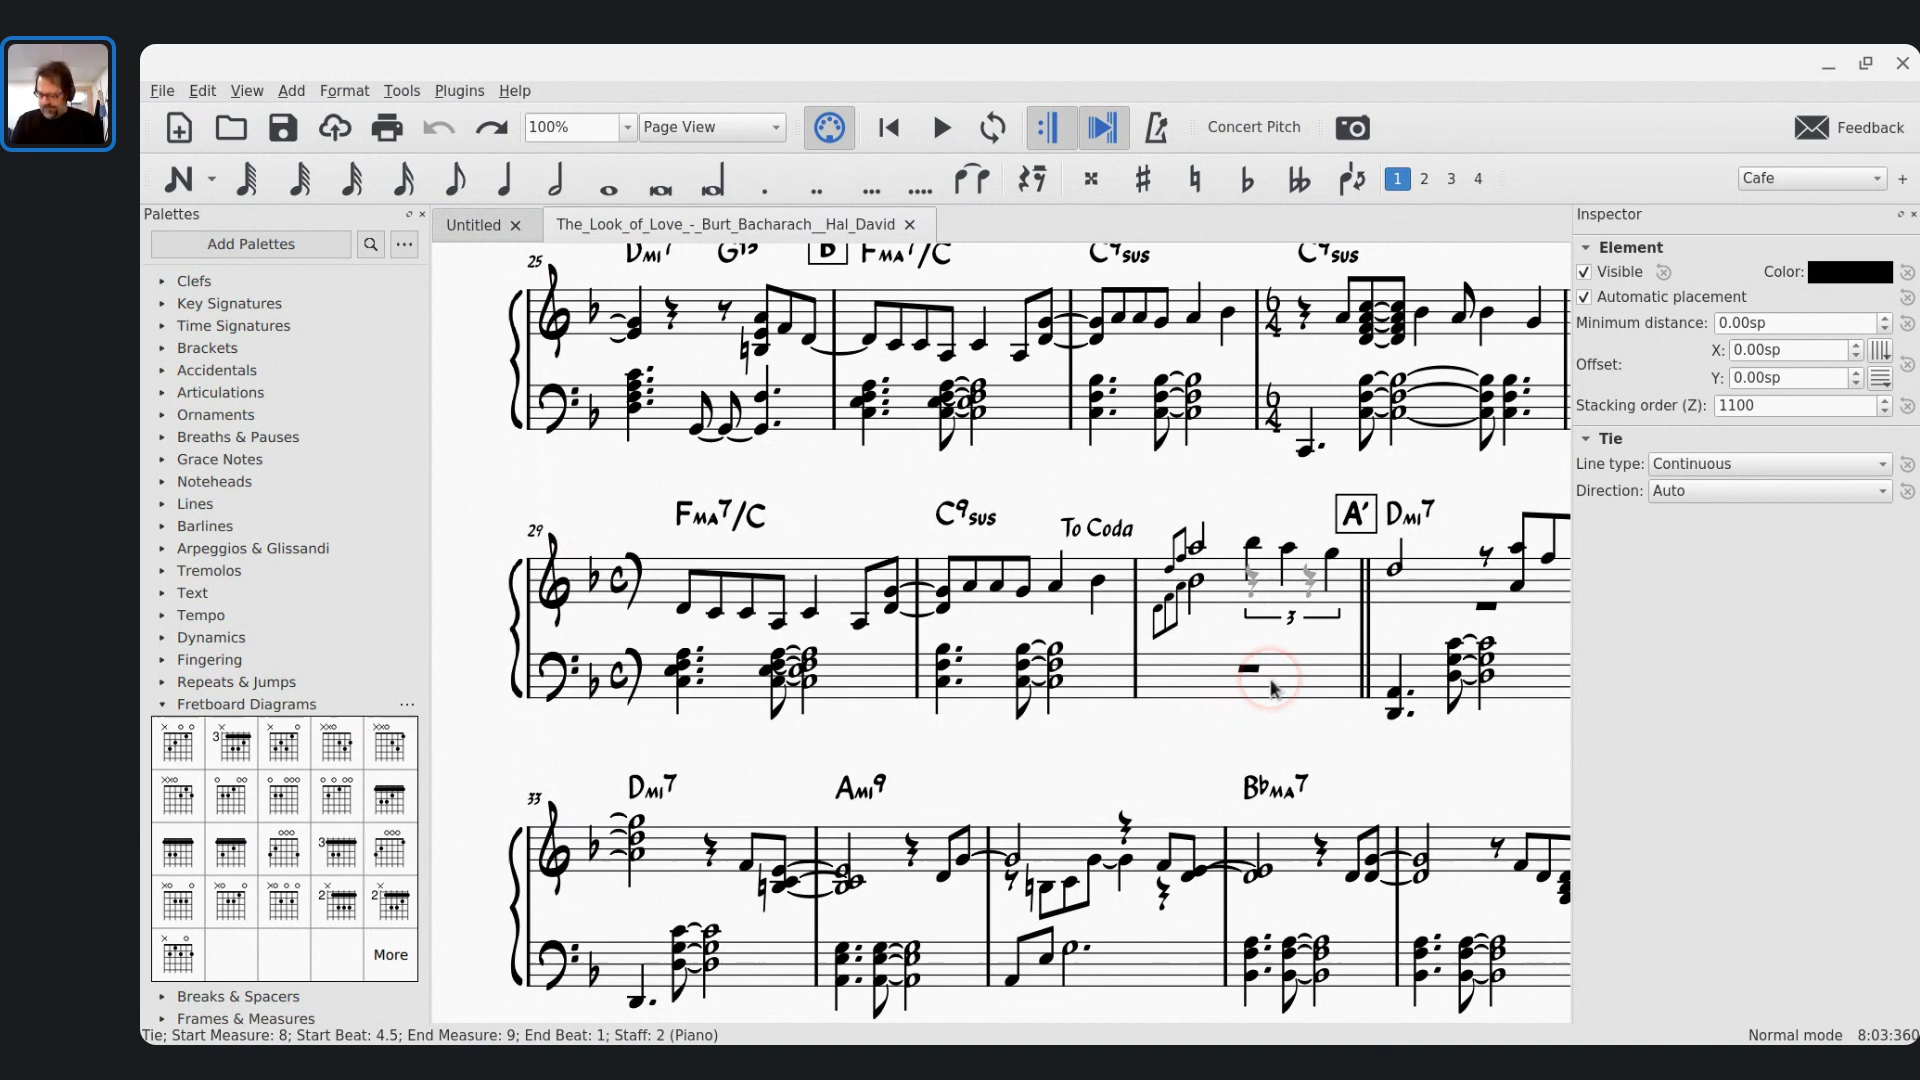 File Edit View Add Format Tools Plugins Help
100% Page View Concert Pitch Feedback
1 2 3 4 Cafe +
Palettes
Untitled The_Look_of_Love_-_Burt_Bacharach__Hal_David
Inspector
Add Palettes
Clefs
Key Signatures
Time Signatures
Brackets
Accidentals
Articulations
Ornaments
Breaths & Pauses
Grace Notes
Noteheads
Lines
Barlines
Arpeggios & Glissandi
Tremolos
Text
Tempo
Dynamics
Fingering
Repeats & Jumps
Fretboard Diagrams
More
Breaks & Spacers
Frames & Measures
25 DMI7 G13 B FMA7/C C9SUS C9SUS
6 4
6 4
29 FMA7/C C9SUS To Coda A' DMI7
3
33 DMI7 AMI9 B♭MA7
Element
Visible Color:
Automatic placement
Minimum distance: 0.00sp
Offset: X: 0.00sp
Y: 0.00sp
Stacking order (Z): 1100
Tie
Line type: Continuous
Direction: Auto
Tie; Start Measure: 8; Start Beat: 4.5; End Measure: 9; End Beat: 1; Staff: 2 (Piano) Normal mode 8:03:360